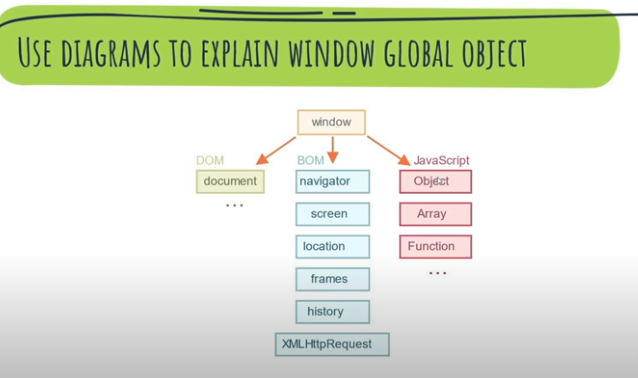 Use diagrams to explain window global object
window
DOM
BOM
JavaScript
document
navigator
Object
...
screen
Array
location
Function
frames
...
history
XMLHttpRequest